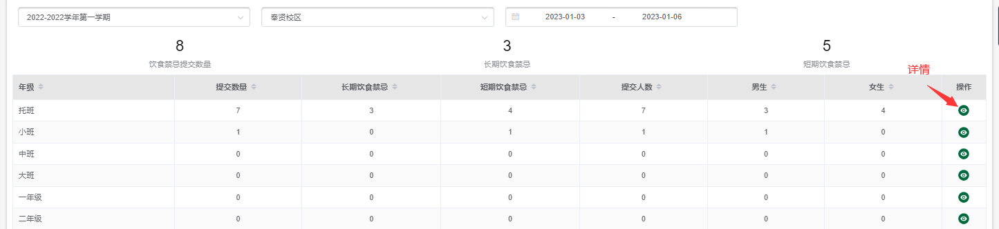 2022-2022学年第一学期 奉贤校区 2023-01-03 - 2023-01-06
8 3 5
饮食禁忌提交数量 长期饮食禁忌 短期饮食禁忌
详情
年级 提交数量 长期饮食禁忌 短期饮食禁忌 提交人数 男生 女生 操作
托班 7 3 4 7 3 4
小班 1 0 1 1 1 0
中班 0 0 0 0 0 0
大班 0 0 0 0 0 0
一年级 0 0 0 0 0 0
二年级 0 0 0 0 0 0